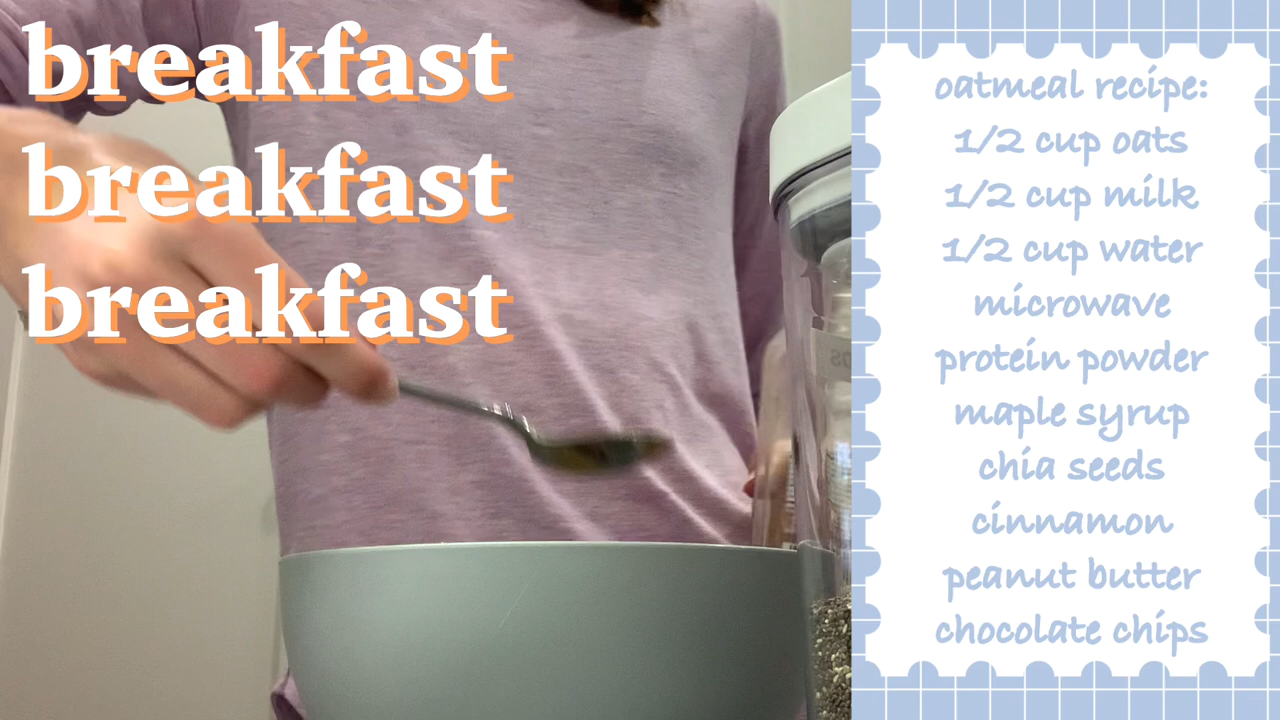 breakfast
breakfast
breakfast
oatmeal recipe:
1/2 cup oats
1/2 cup milk
1/2 cup water
microwave
protein powder
maple syrup
chia seeds
cinnamon
peanut butter
chocolate chips